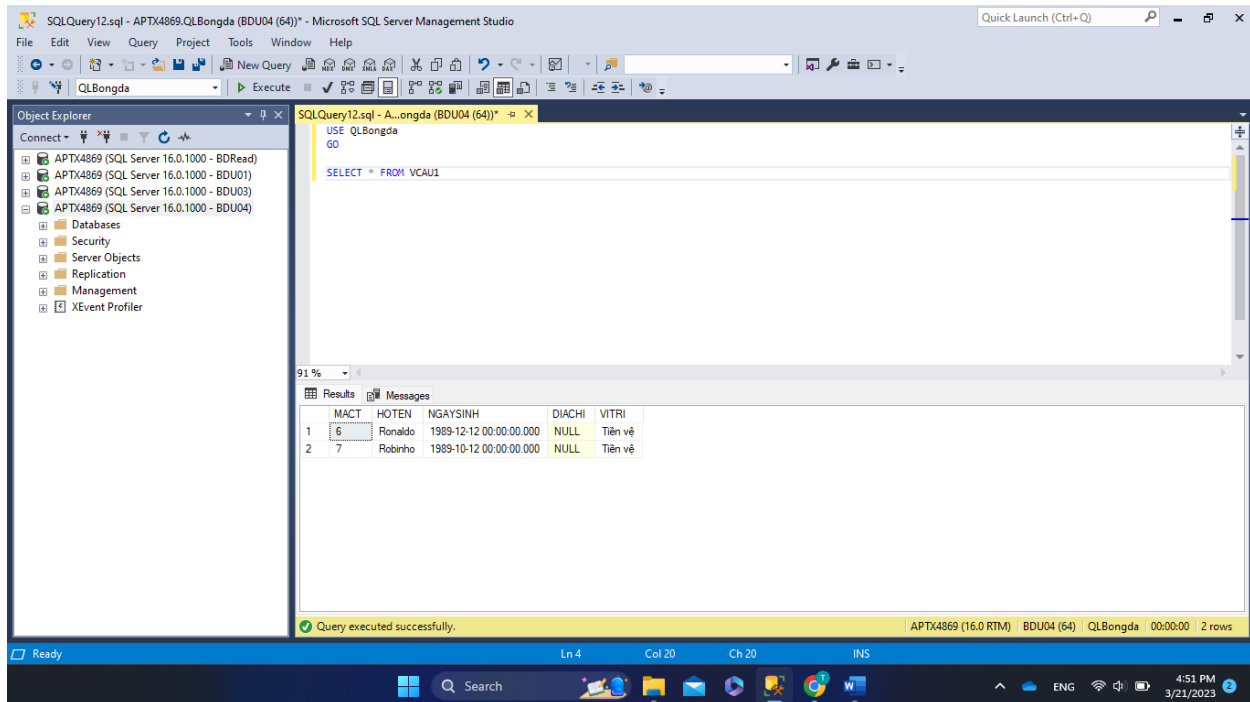 SQLQuery12.sql - APTX4869.QLBongda (BDU04 (64))* - Microsoft SQL Server Management Studio
Quick Launch (Ctrl+Q)
File Edit View Query Project Tools Window Help
New Query
QLBongda Execute
Object Explorer
SQLQuery12.sql - A...ongda (BDU04 (64))*
Connect
APTX4869 (SQL Server 16.0.1000 - BDRead)
APTX4869 (SQL Server 16.0.1000 - BDU01)
APTX4869 (SQL Server 16.0.1000 - BDU03)
APTX4869 (SQL Server 16.0.1000 - BDU04)
Databases
Security
Server Objects
Replication
Management
XEvent Profiler
USE QLBongda
GO
SELECT * FROM VCAU1
91 %
Results Messages
MACT HOTEN NGAYSINH DIACHI VITRI
1 6 Ronaldo 1989-12-12 00:00:00.000 NULL Tiền vệ
2 7 Robinho 1989-10-12 00:00:00.000 NULL Tiền vệ
Query executed successfully.
APTX4869 (16.0 RTM) BDU04 (64) QLBongda 00:00:00 2 rows
Ready Ln 4 Col 20 Ch 20 INS
Search
ENG
4:51 PM
3/21/2023
2